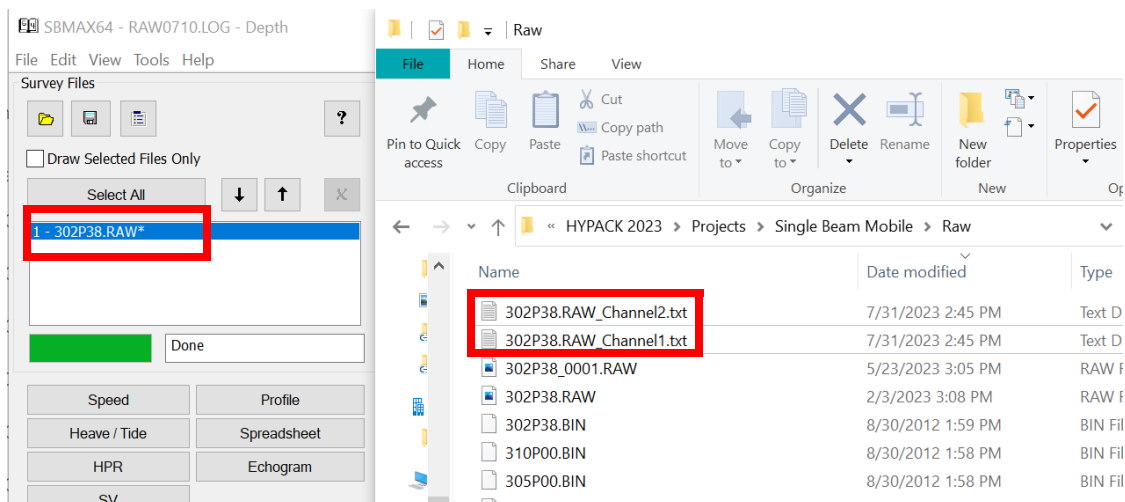 SBMAX64 - RAW0710.LOG - Depth
File Edit View Tools Help
Survey Files
?
Draw Selected Files Only
Select All
X
1 - 302P38.RAW*
Done
Speed Profile
Heave / Tide Spreadsheet
HPR Echogram
SV
Raw
File Home Share View
Pin to Quick access
Copy
Paste
Cut
Copy path
Paste shortcut
Clipboard
Move to
Copy to
Delete
Rename
Organize
New folder
New
Properties
Op
« HYPACK 2023 > Projects > Single Beam Mobile > Raw
Name Date modified Type
302P38.RAW_Channel2.txt 7/31/2023 2:45 PM Text D
302P38.RAW_Channel1.txt 7/31/2023 2:45 PM Text D
302P38_0001.RAW 5/23/2023 3:05 PM RAW F
302P38.RAW 2/3/2023 3:08 PM RAW F
302P38.BIN 8/30/2012 1:59 PM BIN Fil
310P00.BIN 8/30/2012 1:58 PM BIN Fil
305P00.BIN 8/30/2012 1:58 PM BIN Fil